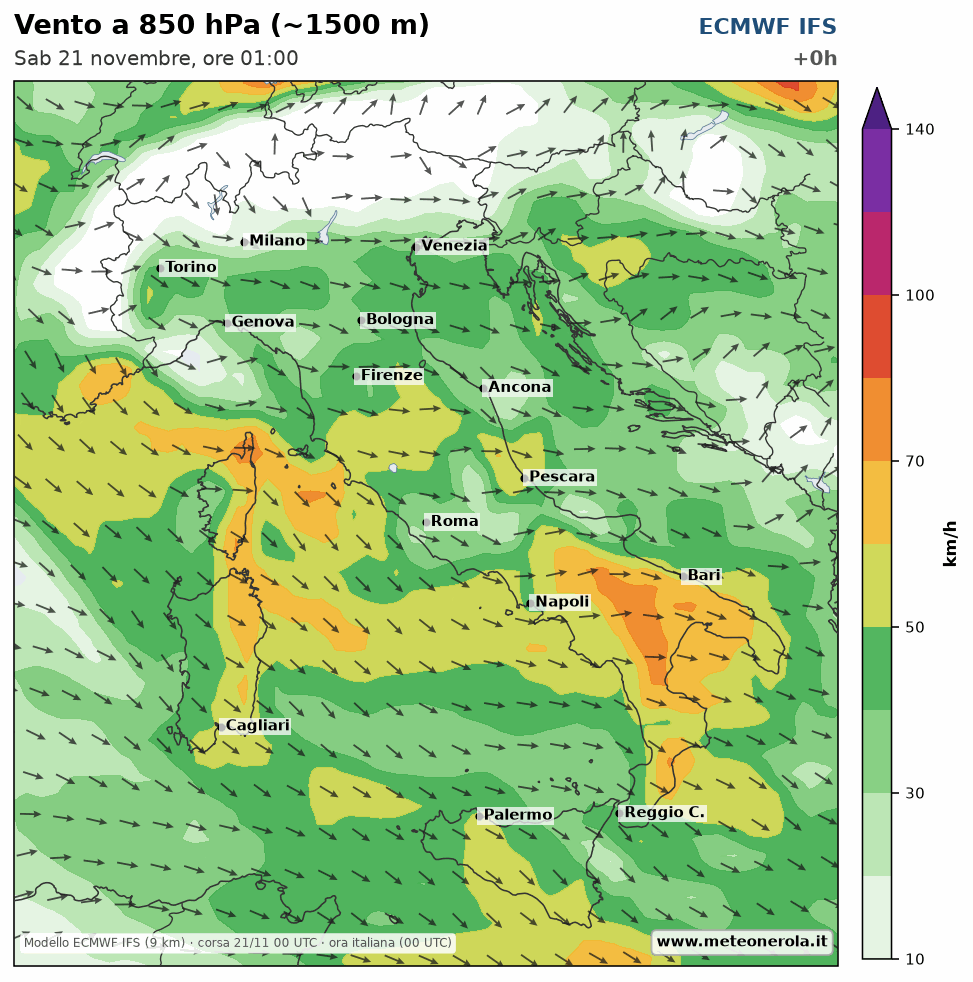 Vento a 850 hPa (~1500 m)
ECMWF IFS
Sab 21 novembre, ore 01:00
+0h
140
Milano
Venezia
Torino
100
Genova
Bologna
Firenze
Ancona
70
Pescara
Roma
km/h
Bari
Napoli
50
Cagliari
30
Palermo
Reggio C.
Modello ECMWF IFS (9 km) · corsa 21/11 00 UTC · ora italiana (00 UTC)
www.meteonerola.it
10